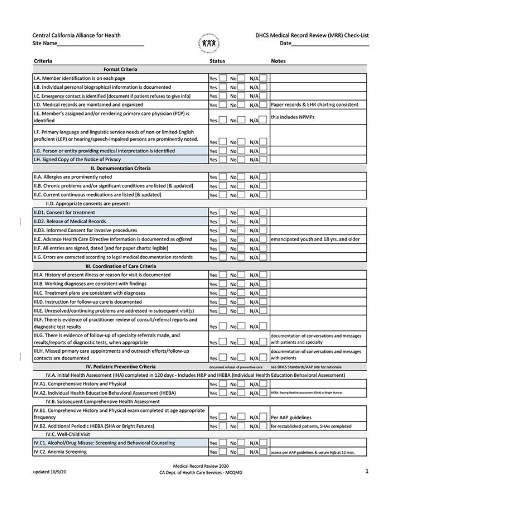 Central California Alliance for Health DHCS Medical Record Review (MRR) Check-List
Site Name Date
Criteria Status Notes
Format Criteria
I.A. Member identification is on each page Yes No N/A
I.B. Individual personal biographical information is documented Yes No N/A
I.C. Emergency contact is identified [document if patient refuses to give info] Yes No N/A
I.D. Medical records are maintained and organized Yes No N/A Paper records & EHR charting consistent
I.E. Member's assigned and/or rendering primary care physician (PCP) is
identified Yes No N/A this includes NPMPs
I.F. Primary language and linguistic service needs of non-or limited-English
proficient (LEP) or hearing/speech-impaired persons are prominently noted. Yes No N/A
I.G. Person or entity providing medical interpretation is identified Yes No N/A
I.H. Signed Copy of the Notice of Privacy Yes No N/A
II. Documentation Criteria
II.A. Allergies are prominently noted Yes No N/A
II.B. Chronic problems and/or significant conditions are listed (& updated) Yes No N/A
II.C. Current continuous medications are listed (& updated) Yes No N/A
II.D. Appropriate consents are present:
II.D1. Consent for treatment Yes No N/A
II.D2. Release of Medical Records Yes No N/A
II.D3. Informed Consent for invasive procedures Yes No N/A
II.E. Advance Health Care Directive Information is documented as offered Yes No N/A emancipated youth and 18 yrs. and older
II.F. All entries are signed, dated [and for paper charts: legible] Yes No N/A
II.G. Errors are corrected according to legal medical documentation standards Yes No N/A
III. Coordination of Care Criteria
III.A. History of present illness or reason for visit is documented Yes No N/A
III.B. Working diagnoses are consistent with findings Yes No N/A
III.C. Treatment plans are consistent with diagnoses Yes No N/A
III.D. Instruction for follow-up care is documented Yes No N/A
III.E. Unresolved/continuing problems are addressed in subsequent visit(s) Yes No N/A
III.F. There is evidence of practitioner review of consult/referral reports and
diagnostic test results Yes No N/A
III.G. There is evidence of follow-up of specialty referrals made, and
results/reports of diagnostic tests, when appropriate Yes No N/A documentation of conversations and messages
with patients and specialty
III.H. Missed primary care appointments and outreach efforts/follow-up
contacts are documented Yes No N/A documentation of conversations and messages
with patients
IV. Pediatric Preventive Criteria document refusal of preventive care see DHCS Standards/AAP site for rationale
IV.A. Initial Health Assessment (IHA) completed in 120 days - includes H&P and IHEBA (Individual Health Education Behavioral Assessment)
IV.A1. Comprehensive History and Physical Yes No N/A
IV.A2. Individual Health Education Behavioral Assessment (IHEBA) Yes No N/A
IV.B. Subsequent Comprehensive Health Assessment
IV.B1. Comprehensive History and Physical exam completed at age appropriate
frequency Yes No N/A Per AAP guidelines
IV.B2. Additional Periodic IHEBA (SHA or Bright Futures) Yes No N/A for established patients, SHAs completed
IV.C. Well-Child Visit
IV.C1. Alcohol/Drug Misuse: Screening and Behavioral Counseling Yes No N/A
IV.C2. Anemia Screening Yes No N/A assess per AAP guidelines & serum Hgb at 12 mos.
Medical Record Review 2020
updated 10/9/20 CA Dept. of Health Care Services - MCQMD 1